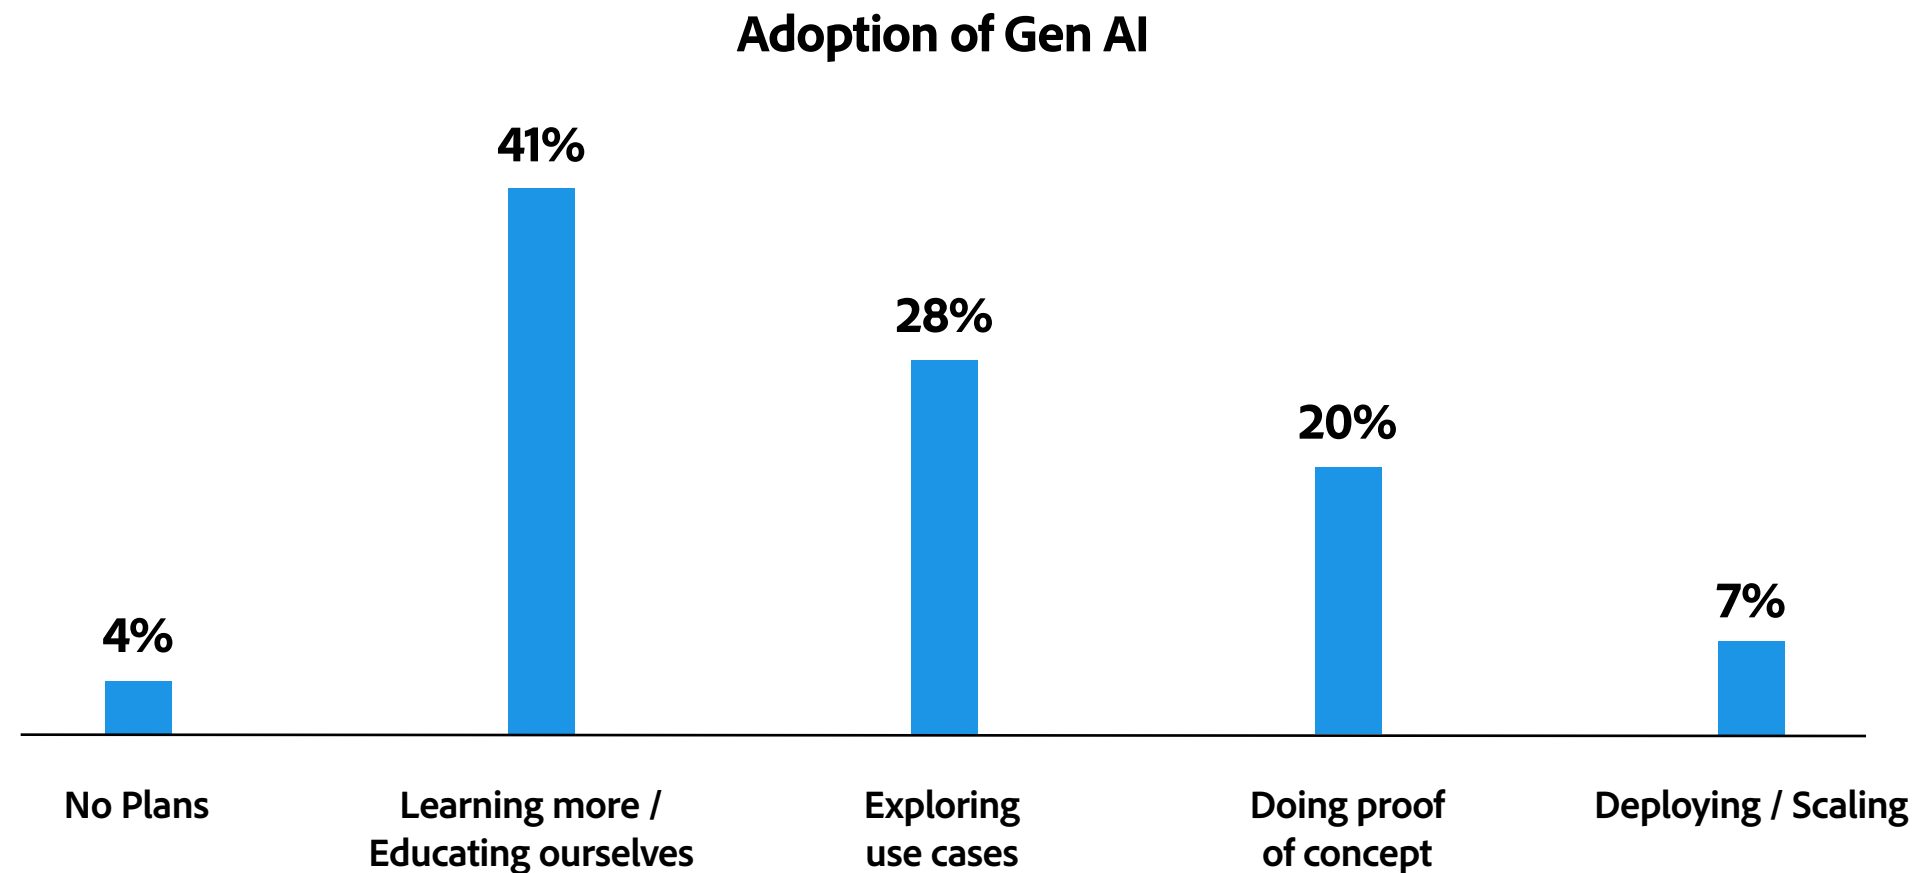 Adoption of Gen AI
41%
28%
20%
7%
4%
No Plans
Learning more /
Educating ourselves
Exploring
use cases
Doing proof
of concept
Deploying / Scaling